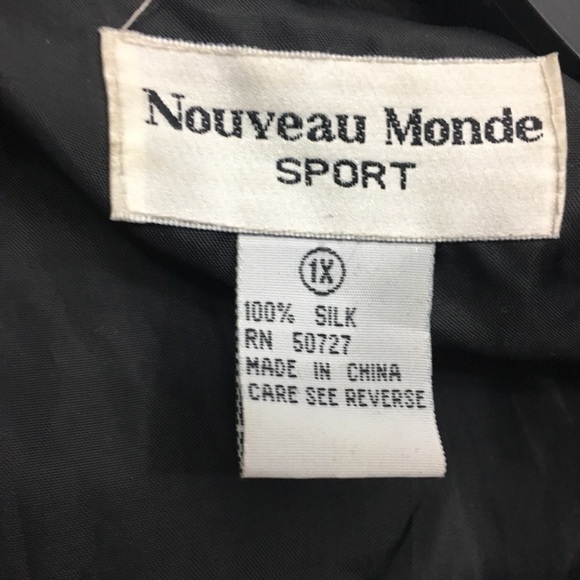 Nouveau Monde
SPORT
1X
100% SILK
RN 50727
MADE IN CHINA
CARE SEE REVERSE